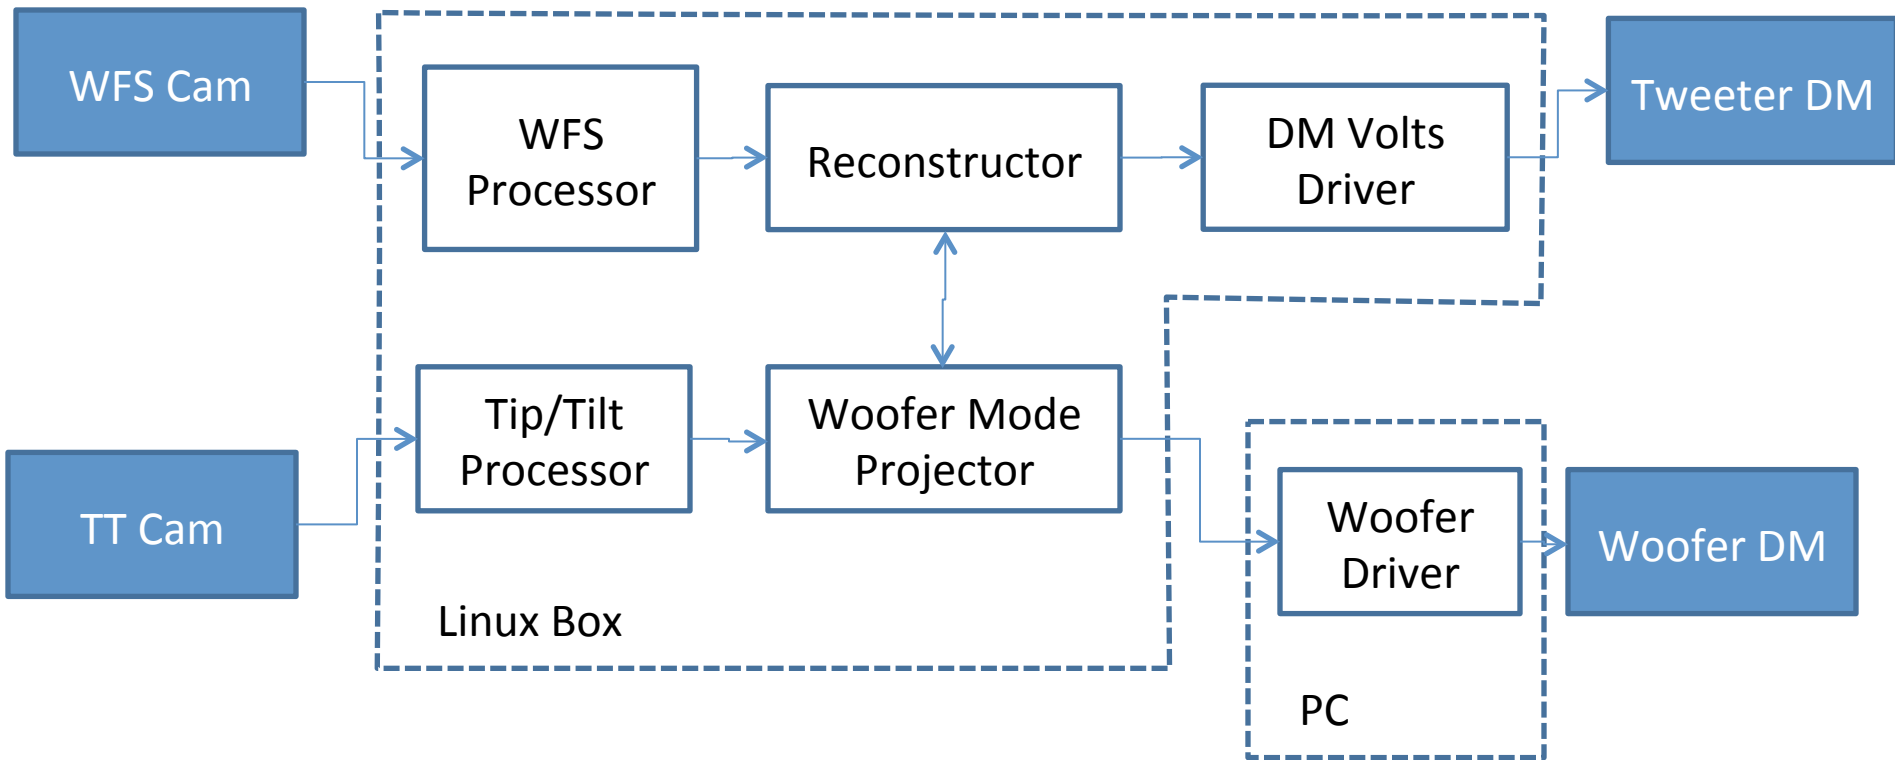 WFS Cam
WFS
Processor
Reconstructor
DM Volts
Driver
Tweeter DM
TT Cam
Tip/Tilt
Processor
Woofer Mode
Projector
Woofer
Driver
Woofer DM
Linux Box
PC